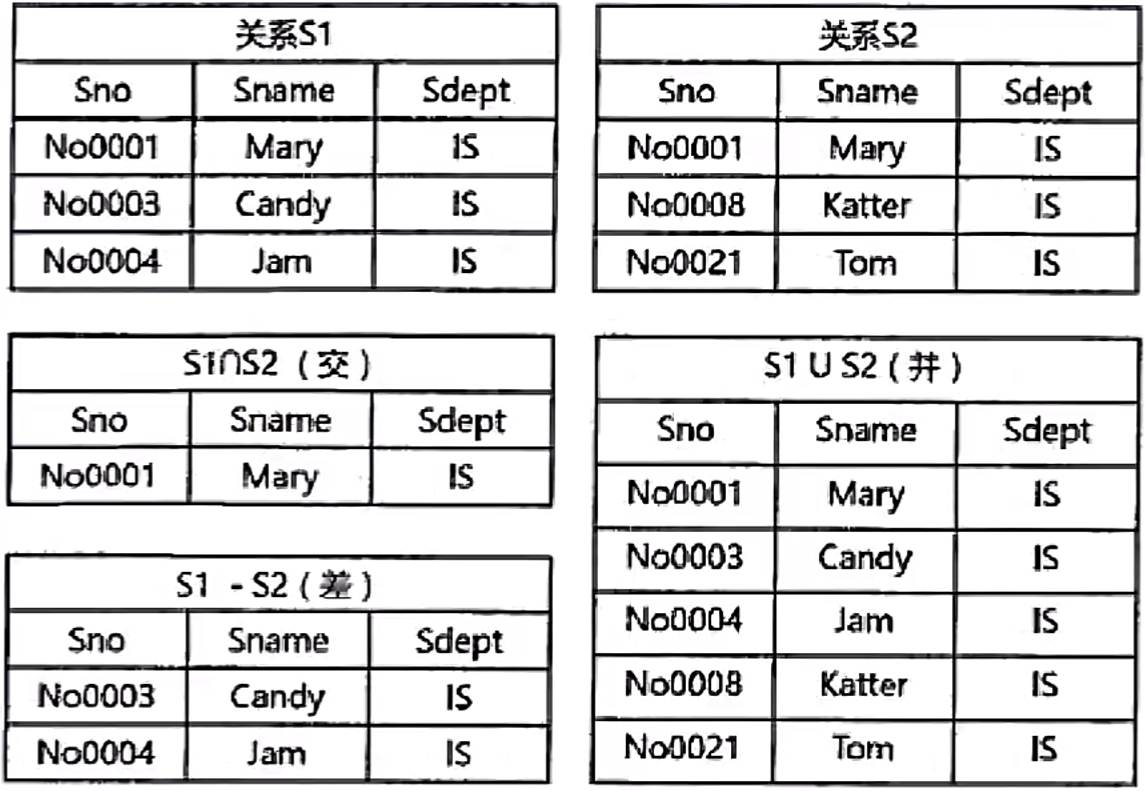 关系S1
Sno Sname Sdept
No0001 Mary IS
No0003 Candy IS
No0004 Jam IS
关系S2
Sno Sname Sdept
No0001 Mary IS
No0008 Katter IS
No0021 Tom IS
S1∩S2（交）
Sno Sname Sdept
No0001 Mary IS
S1 -S2（差）
Sno Sname Sdept
No0003 Candy IS
No0004 Jam IS
S1 U S2（并）
Sno Sname Sdept
No0001 Mary IS
No0003 Candy IS
No0004 Jam IS
No0008 Katter IS
No0021 Tom IS